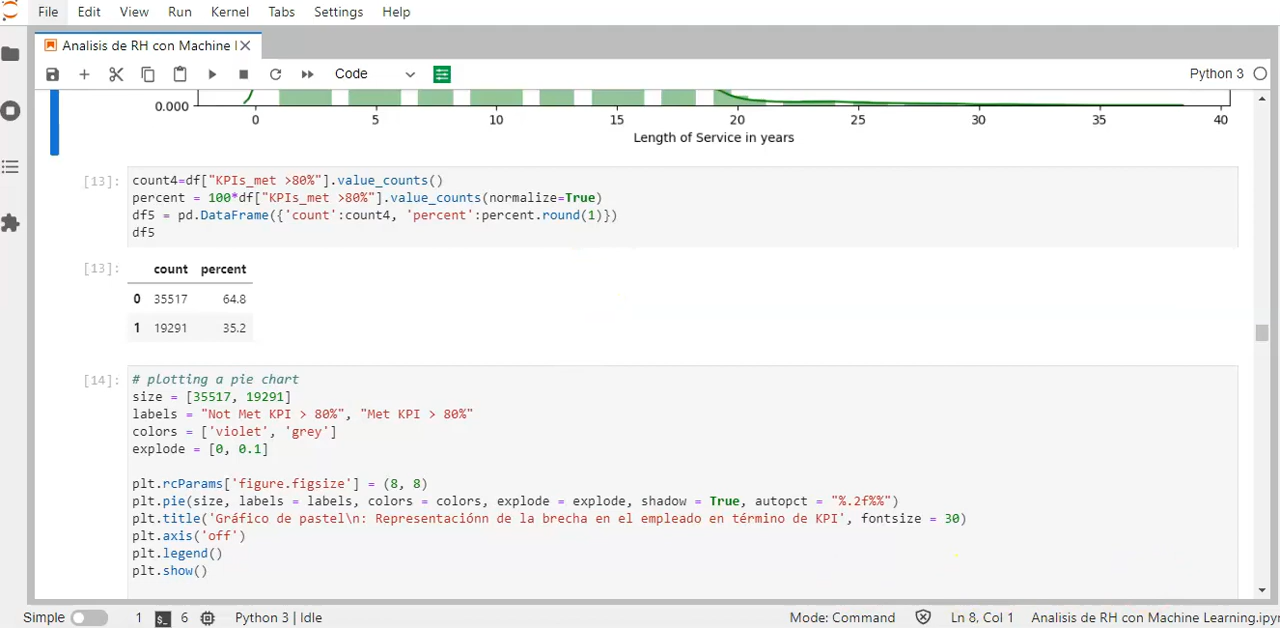 File Edit View Run Kernel Tabs Settings Help
Analisis de RH con Machine l
Code
Python 3
0.000
0 5 10 15 20 25 30 35 40
Length of Service in years
[13]:
count4=df["KPIs_met >80%"].value_counts()
percent = 100*df["KPIs_met >80%"].value_counts(normalize=True)
df5 = pd.DataFrame({'count':count4, 'percent':percent.round(1)})
df5
[13]:
count percent
0 35517 64.8
1 19291 35.2
[14]:
# plotting a pie chart
size = [35517, 19291]
labels = "Not Met KPI > 80%", "Met KPI > 80%"
colors = ['violet', 'grey']
explode = [0, 0.1]
plt.rcParams['figure.figsize'] = (8, 8)
plt.pie(size, labels = labels, colors = colors, explode = explode, shadow = True, autopct = "%.2f%%")
plt.title('Gráfico de pastel\n: Representaciónn de la brecha en el empleado en término de KPI', fontsize = 30)
plt.axis('off')
plt.legend()
plt.show()
Simple 1 6 Python 3 | Idle Mode: Command Ln 8, Col 1 Analisis de RH con Machine Learning.ipyn